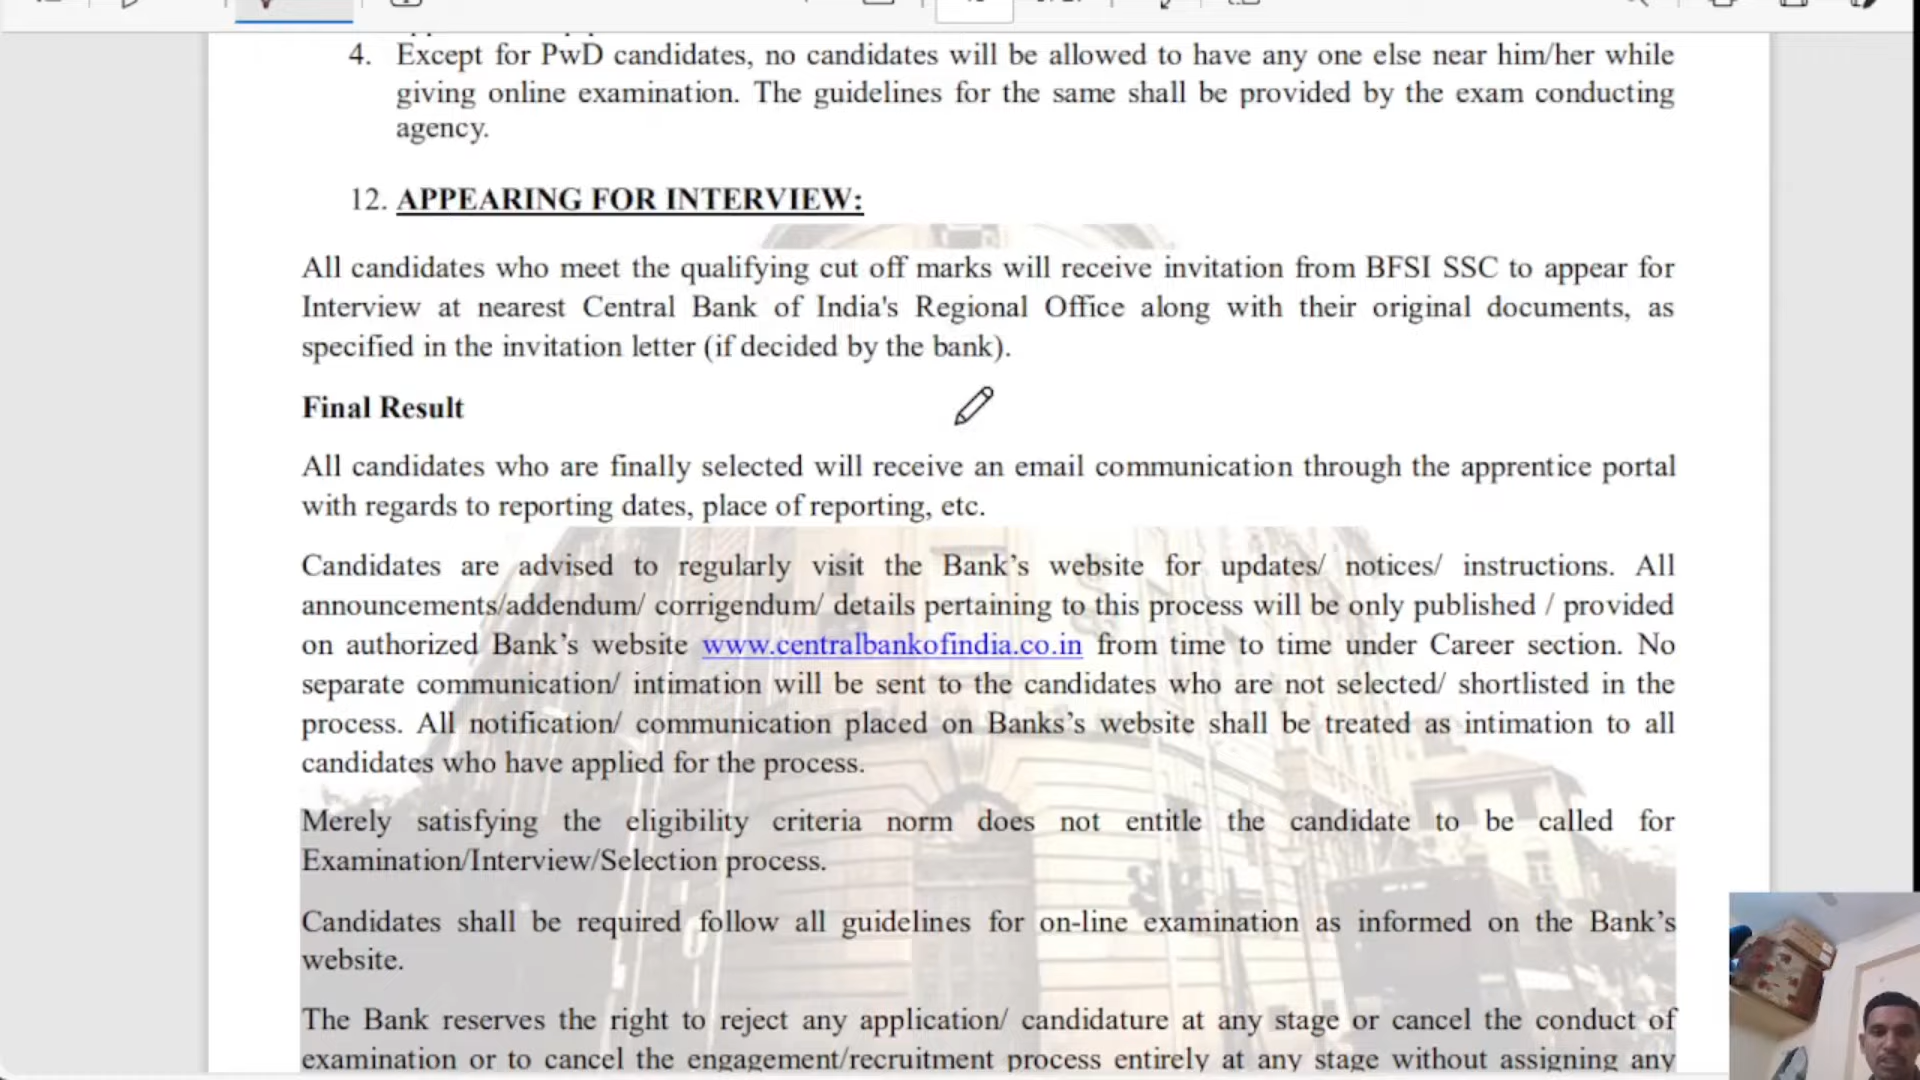 4. Except for PwD candidates, no candidates will be allowed to have any one else near him/her while
giving online examination. The guidelines for the same shall be provided by the exam conducting
agency.
12. APPEARING FOR INTERVIEW:
All candidates who meet the qualifying cut off marks will receive invitation from BFSI SSC to appear for
Interview at nearest Central Bank of India's Regional Office along with their original documents, as
specified in the invitation letter (if decided by the bank).
Final Result
All candidates who are finally selected will receive an email communication through the apprentice portal
with regards to reporting dates, place of reporting, etc.
Candidates are advised to regularly visit the Bank’s website for updates/ notices/ instructions. All
announcements/addendum/ corrigendum/ details pertaining to this process will be only published / provided
on authorized Bank’s website www.centralbankofindia.co.in from time to time under Career section. No
separate communication/ intimation will be sent to the candidates who are not selected/ shortlisted in the
process. All notification/ communication placed on Banks’s website shall be treated as intimation to all
candidates who have applied for the process.
Merely satisfying the eligibility criteria norm does not entitle the candidate to be called for
Examination/Interview/Selection process.
Candidates shall be required follow all guidelines for on-line examination as informed on the Bank’s
website.
The Bank reserves the right to reject any application/ candidature at any stage or cancel the conduct of
examination or to cancel the engagement/recruitment process entirely at any stage without assigning any